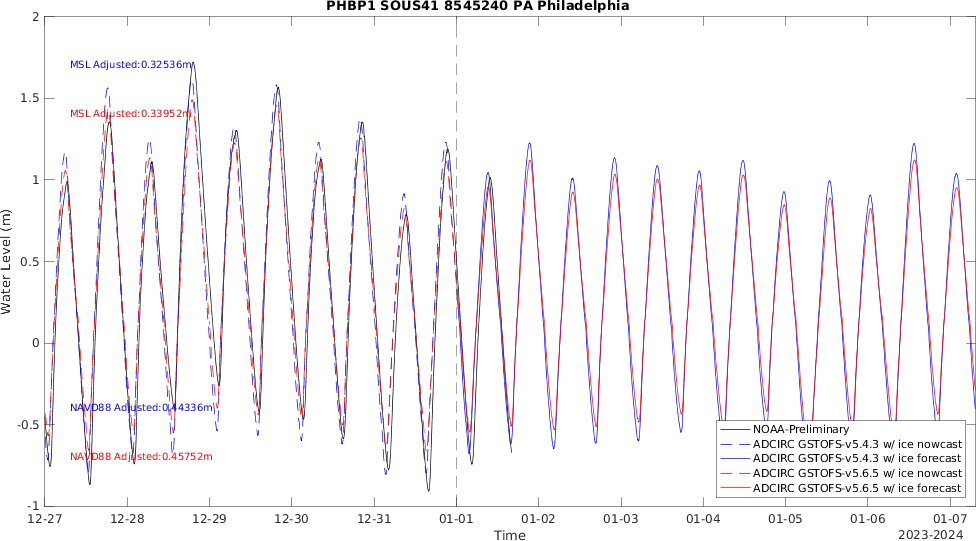 PHBP1 SOUS41 8545240 PA Philadelphia
2
1.5
1
0.5
0
-0.5
-1
Water Level (m)
MSL Adjusted:0.32536m
MSL Adjusted:0.33952m
NAVD88 Adjusted:0.44336m
NAVD88 Adjusted:0.45752m
NOAA-Preliminary
ADCIRC GSTOFS-v5.4.3 w/ ice nowcast
ADCIRC GSTOFS-v5.4.3 w/ ice forecast
ADCIRC GSTOFS-v5.6.5 w/ ice nowcast
ADCIRC GSTOFS-v5.6.5 w/ ice forecast
12-27 12-28 12-29 12-30 12-31 01-01 01-02 01-03 01-04 01-05 01-06 01-07
Time
2023-2024